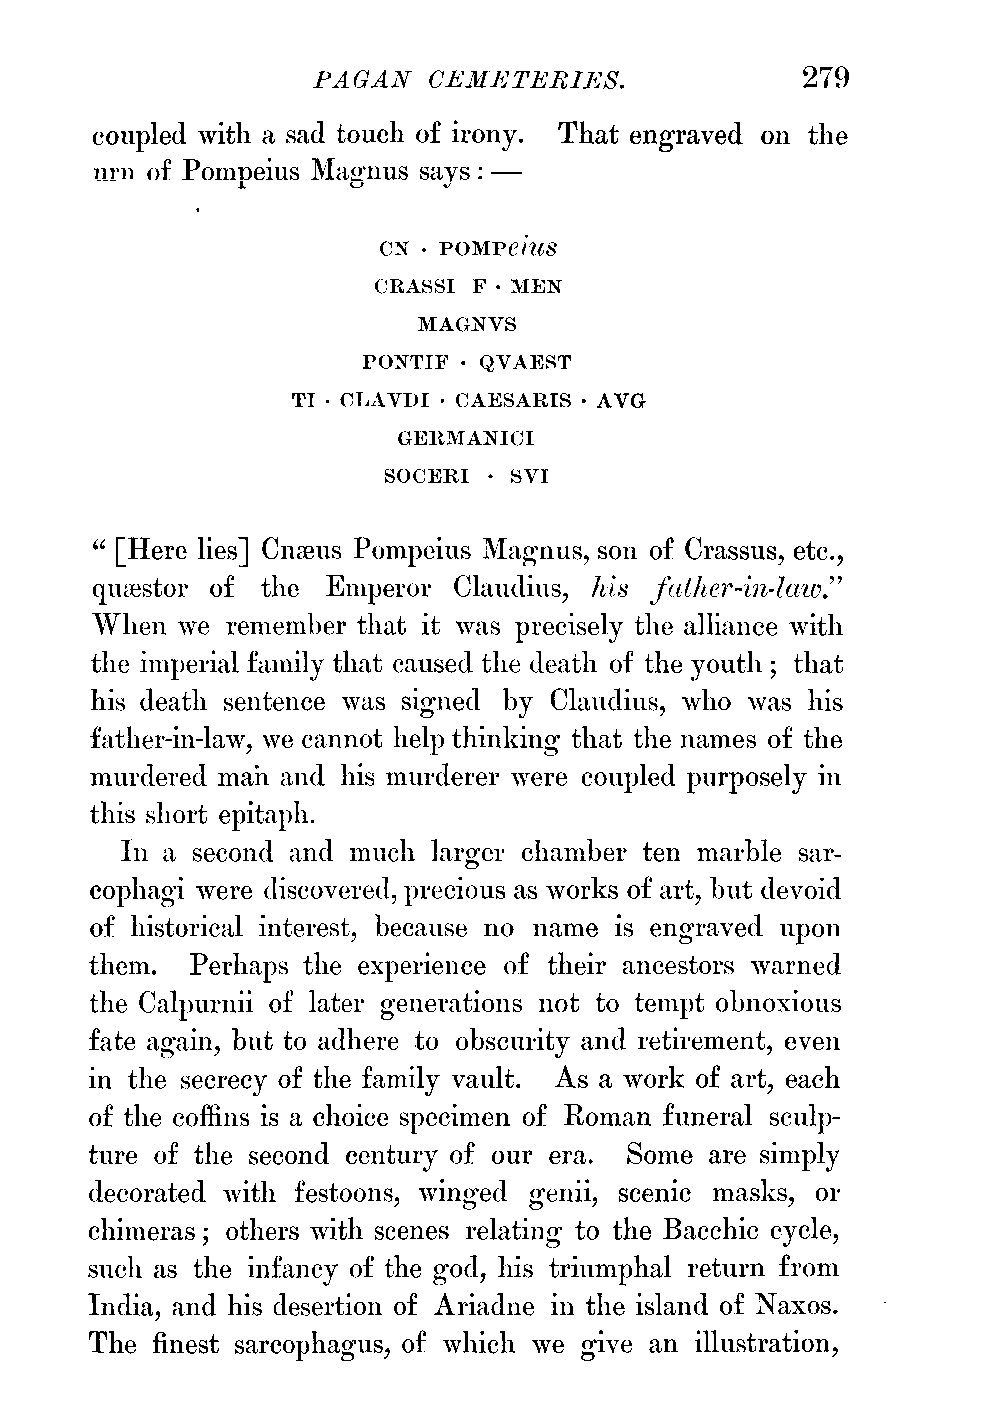 PAGAN CEMETERIES. 279
coupled with a sad touch of irony. That engraved on the
urn of Pompeius Magnus says : —
CN · POMPeius
CRASSI F · MEN
MAGNVS
PONTIF · QVAEST
TI · CLAVDI · CAESARIS · AVG
GERMANICI
SOCERI · SVI
“ [Here lies] Cnæus Pompeius Magnus, son of Crassus, etc.,
quæstor of the Emperor Claudius, his father-in-law.”
When we remember that it was precisely the alliance with
the imperial family that caused the death of the youth ; that
his death sentence was signed by Claudius, who was his
father-in-law, we cannot help thinking that the names of the
murdered man and his murderer were coupled purposely in
this short epitaph.
In a second and much larger chamber ten marble sar-
cophagi were discovered, precious as works of art, but devoid
of historical interest, because no name is engraved upon
them. Perhaps the experience of their ancestors warned
the Calpurnii of later generations not to tempt obnoxious
fate again, but to adhere to obscurity and retirement, even
in the secrecy of the family vault. As a work of art, each
of the coffins is a choice specimen of Roman funeral sculp-
ture of the second century of our era. Some are simply
decorated with festoons, winged genii, scenic masks, or
chimeras ; others with scenes relating to the Bacchic cycle,
such as the infancy of the god, his triumphal return from
India, and his desertion of Ariadne in the island of Naxos.
The finest sarcophagus, of which we give an illustration,